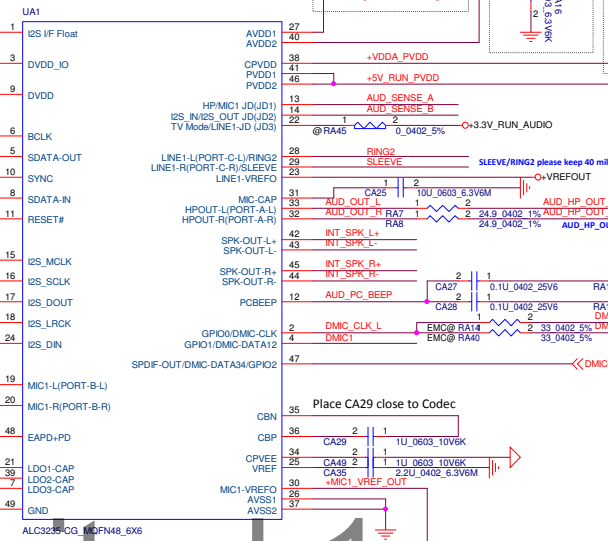 UA1
1 I2S I/F Float
3 DVDD_IO
9 DVDD
6 BCLK
5 SDATA-OUT
10 SYNC
8 SDATA-IN
11 RESET#
15 I2S_MCLK
16 I2S_SCLK
17 I2S_DOUT
18 I2S_LRCK
24 I2S_DIN
19 MIC1-L(PORT-B-L)
20 MIC1-R(PORT-B-R)
48 EAPD+PD
21 LDO1-CAP
39 LDO2-CAP
7 LDO3-CAP
49 GND
ALC3235-CG_MQFN48_6X6
AVDD1 27
AVDD2 40
CPVDD 38 +VDDA_PVDD
PVDD1 41
PVDD2 46 +5V_RUN_PVDD
HP/MIC1 JD(JD1) 13 AUD_SENSE_A
I2S_IN/I2S_OUT JD(JD2) 14 AUD_SENSE_B
TV Mode/LINE1-JD (JD3) 22 @RA45 1 2 0_0402_5% +3.3V_RUN_AUDIO
LINE1-L(PORT-C-L)/RING2 28 RING2
LINE1-R(PORT-C-R)/SLEEVE 29 SLEEVE
SLEEVE/RING2 please keep 40 mil
LINE1-VREFO 23 +VREFOUT
MIC-CAP 31 CA25 1 2 10U_0603_6.3V6M
HPOUT-L(PORT-A-L) 33 AUD_OUT_L RA7 1 2 24.9_0402_1% AUD_HP_OUT
HPOUT-R(PORT-A-R) 32 AUD_OUT_R RA8 1 2 24.9_0402_1% AUD_HP_OUT
AUD_HP_OU
SPK-OUT-L+ 42 INT_SPK_L+
SPK-OUT-L- 43 INT_SPK_L-
SPK-OUT-R+ 45 INT_SPK_R+
SPK-OUT-R- 44 INT_SPK_R-
PCBEEP 12 AUD_PC_BEEP
CA27 2 1 0.1U_0402_25V6 RA1
CA28 2 1 0.1U_0402_25V6 RA1
GPIO0/DMIC-CLK 2 DMIC_CLK_L EMC@ RA14 1 2 33_0402_5% DM
GPIO1/DMIC-DATA12 4 DMIC1 EMC@ RA40 1 2 33_0402_5% DM
SPDIF-OUT/DMIC-DATA34/GPIO2 47 DMIC
Place CA29 close to Codec
CBN 35
CBP 36 CA29 2 1 1U_0603_10V6K
CPVEE 34 CA49 2 1 1U_0603_10V6K
VREF 25 CA35 2 1 2.2U_0402_6.3V6M
MIC1-VREFO 30 +MIC1_VREF_OUT
AVSS1 26
AVSS2 37
2